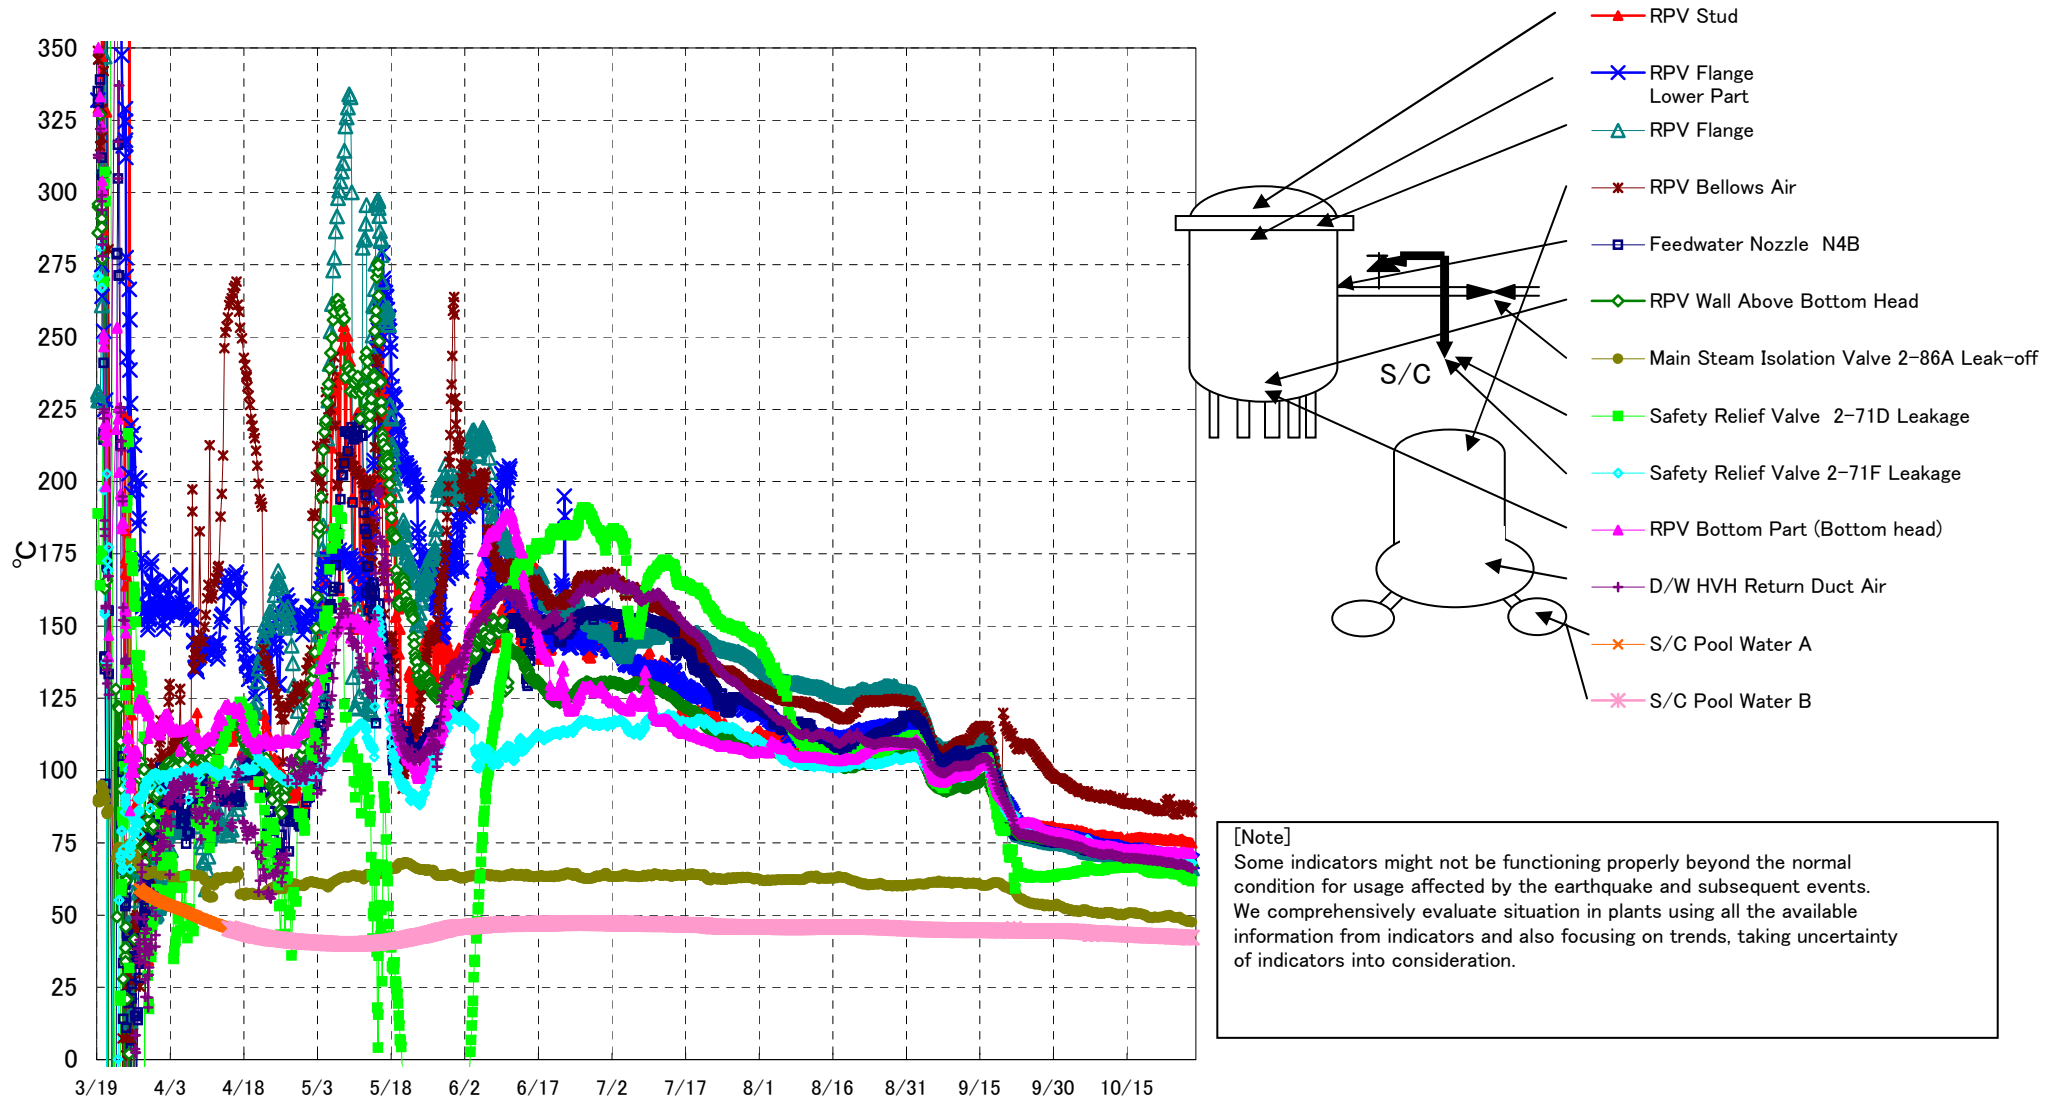 350
325
300
275
250
225
200
175
150
125
100
75
50
25
0
℃
3/19 4/3 4/18 5/3 5/18 6/2 6/17 7/2 7/17 8/1 8/16 8/31 9/15 9/30 10/15
RPV Stud
RPV Flange
Lower Part
RPV Flange
RPV Bellows Air
Feedwater Nozzle N4B
RPV Wall Above Bottom Head
Main Steam Isolation Valve 2-86A Leak-off
Safety Relief Valve 2-71D Leakage
Safety Relief Valve 2-71F Leakage
RPV Bottom Part (Bottom head)
D/W HVH Return Duct Air
S/C Pool Water A
S/C Pool Water B
S/C
[Note]
Some indicators might not be functioning properly beyond the normal
condition for usage affected by the earthquake and subsequent events.
We comprehensively evaluate situation in plants using all the available
information from indicators and also focusing on trends, taking uncertainty
of indicators into consideration.